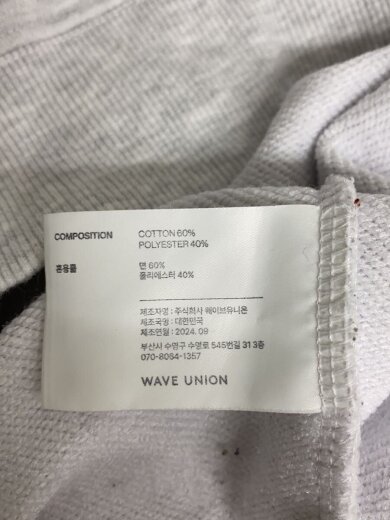 COMPOSITION
COTTON 60%
POLYESTER 40%
혼용률
면 60%
폴리에스터 40%
제조자명 : 주식회사 웨이브유니온
제조국명 : 대한민국
제조연월 : 2024. 09
부산시 수영구 수영로 545번길 31 3층
070-8064-1357
WAVE UNION